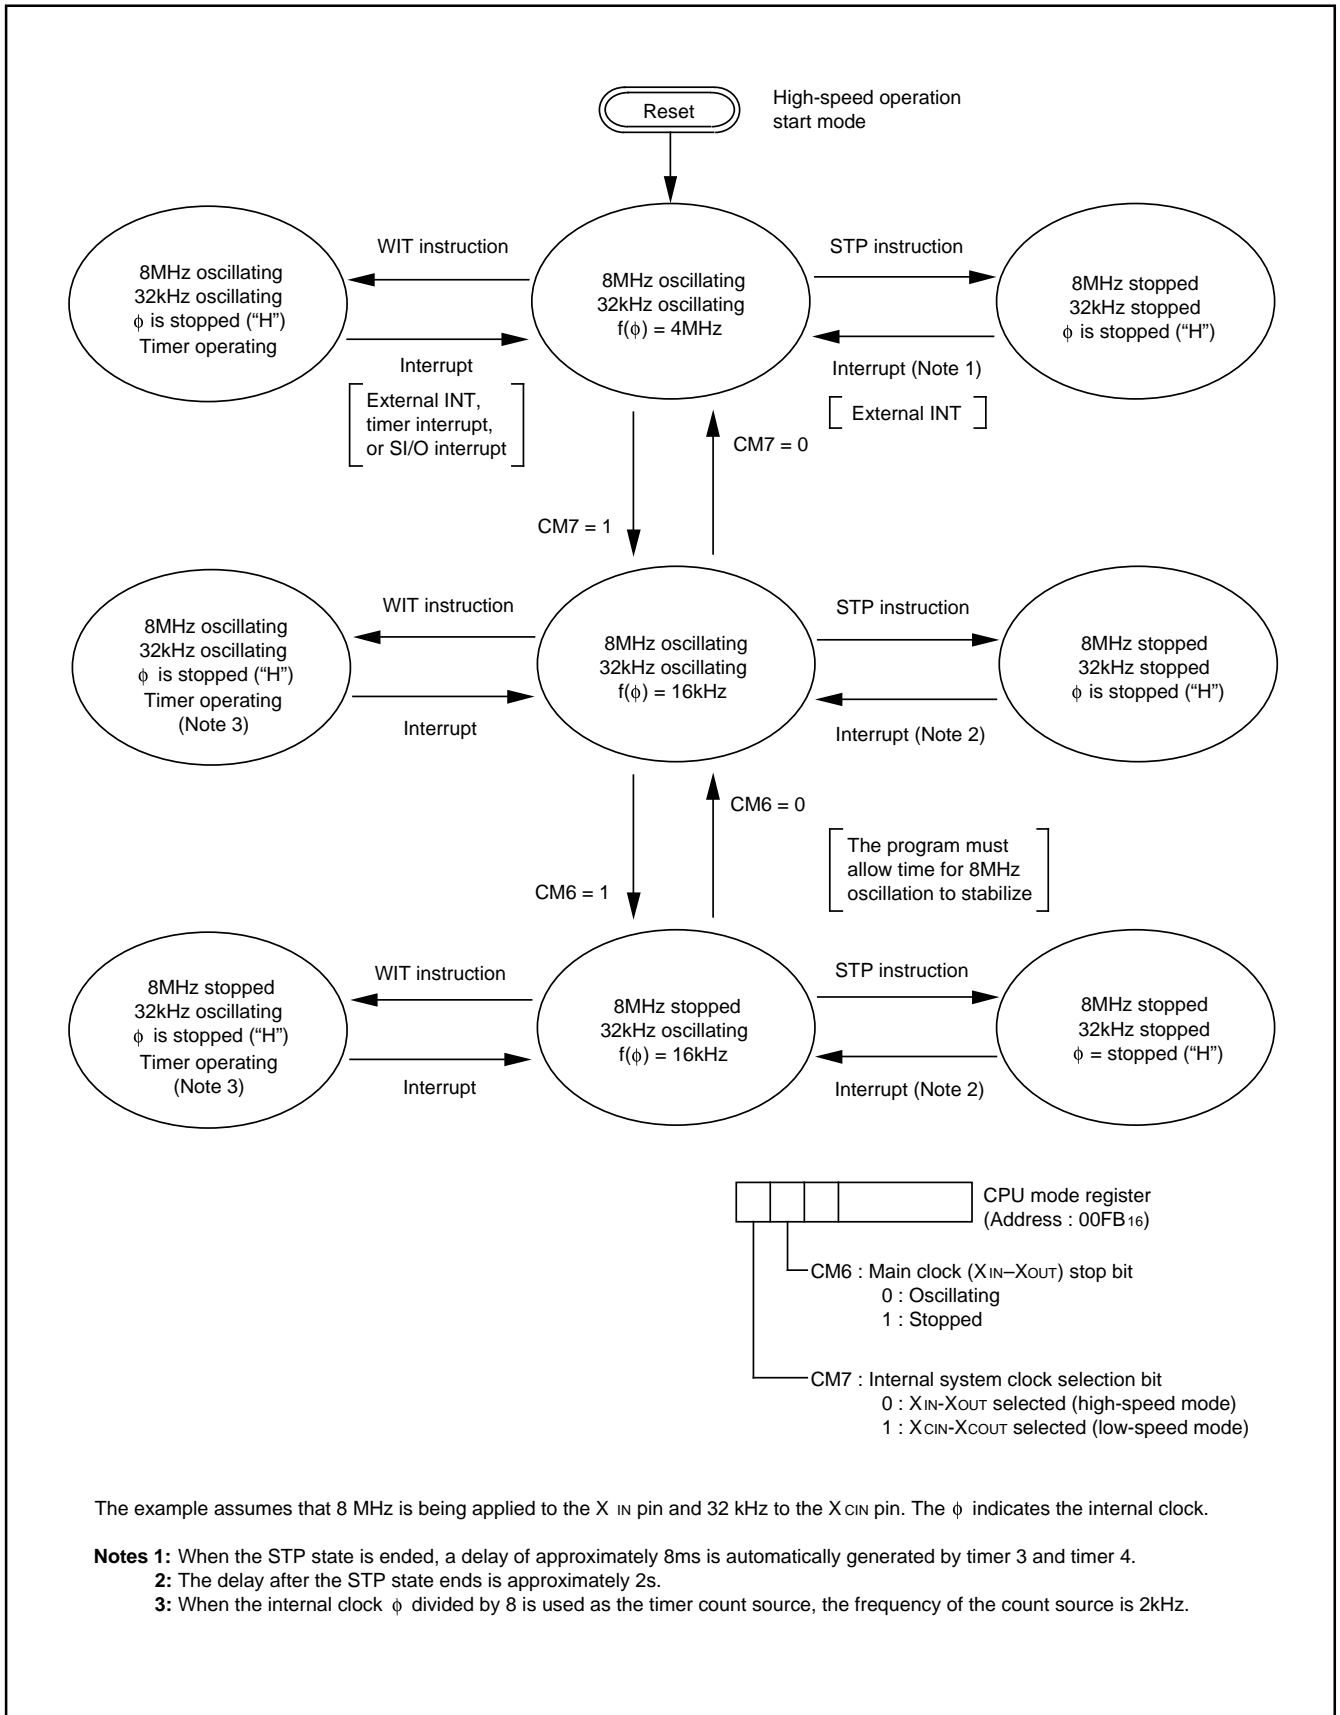 Reset
High-speed operation
start mode
WIT instruction
STP instruction
8MHz oscillating
32kHz oscillating
ϕ is stopped (“H”)
Timer operating
8MHz oscillating
32kHz oscillating
f(ϕ) = 4MHz
8MHz stopped
32kHz stopped
ϕ is stopped (“H”)
Interrupt
External INT,
timer interrupt,
or SI/O interrupt
Interrupt (Note 1)
External INT
CM7 = 0
CM7 = 1
WIT instruction
STP instruction
8MHz oscillating
32kHz oscillating
ϕ is stopped (“H”)
Timer operating
(Note 3)
8MHz oscillating
32kHz oscillating
f(ϕ) = 16kHz
8MHz stopped
32kHz stopped
ϕ is stopped (“H”)
Interrupt
Interrupt (Note 2)
CM6 = 0
The program must
allow time for 8MHz
oscillation to stabilize
CM6 = 1
WIT instruction
STP instruction
8MHz stopped
32kHz oscillating
ϕ is stopped (“H”)
Timer operating
(Note 3)
8MHz stopped
32kHz oscillating
f(ϕ) = 16kHz
8MHz stopped
32kHz stopped
ϕ = stopped (“H”)
Interrupt
Interrupt (Note 2)
CPU mode register
(Address : 00FB16)
CM6 : Main clock (XIN–XOUT) stop bit
0 : Oscillating
1 : Stopped
CM7 : Internal system clock selection bit
0 : XIN-XOUT selected (high-speed mode)
1 : XCIN-XCOUT selected (low-speed mode)
The example assumes that 8 MHz is being applied to the X IN pin and 32 kHz to the XCIN pin. The ϕ indicates the internal clock.
Notes 1: When the STP state is ended, a delay of approximately 8ms is automatically generated by timer 3 and timer 4.
2: The delay after the STP state ends is approximately 2s.
3: When the internal clock ϕ divided by 8 is used as the timer count source, the frequency of the count source is 2kHz.